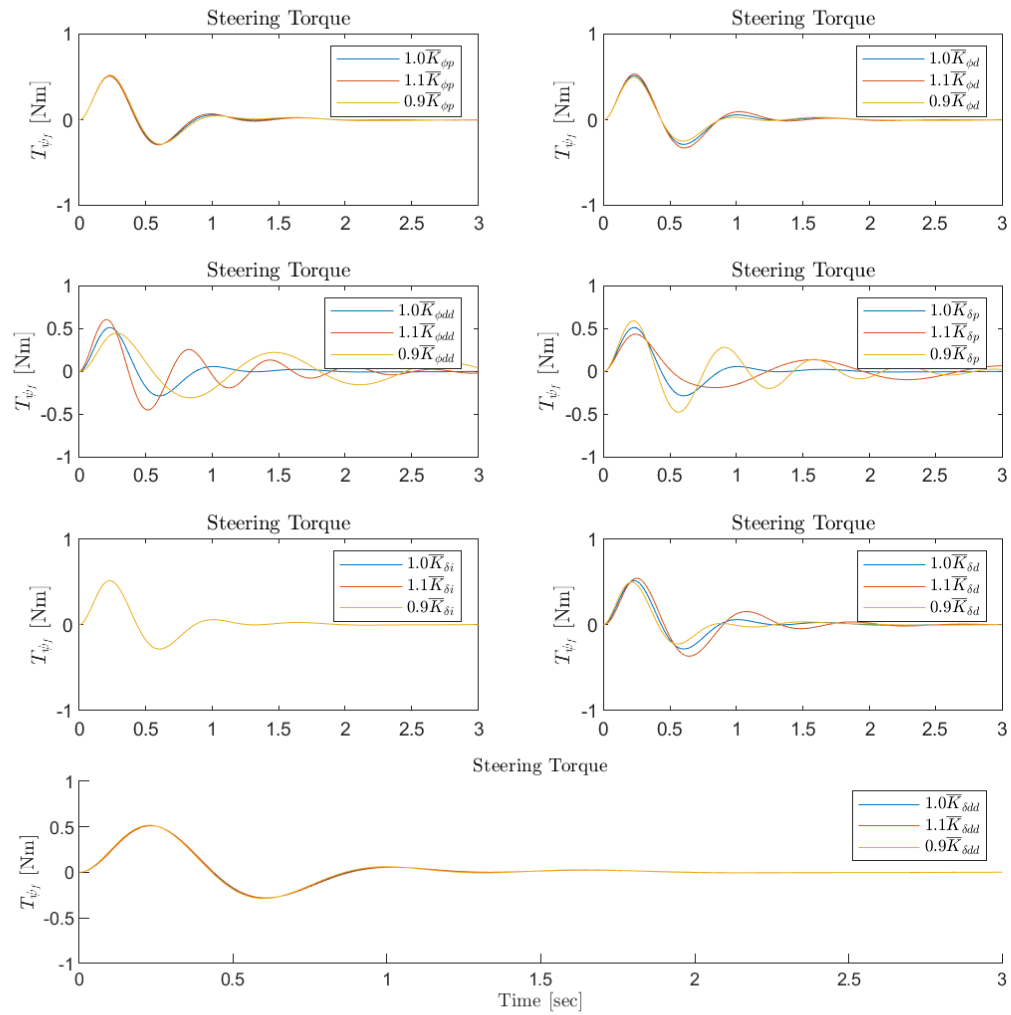 Steering Torque
1
0
-1
T_ψ̇_f [Nm]
1.0K̅_ϕp
1.1K̅_ϕp
0.9K̅_ϕp
0 0.5 1 1.5 2 2.5 3
Steering Torque
1
0
-1
T_ψ̇_f [Nm]
1.0K̅_ϕd
1.1K̅_ϕd
0.9K̅_ϕd
0 0.5 1 1.5 2 2.5 3
Steering Torque
1
0.5
0
-0.5
-1
T_ψ̇_f [Nm]
1.0K̅_ϕdd
1.1K̅_ϕdd
0.9K̅_ϕdd
0 0.5 1 1.5 2 2.5 3
Steering Torque
1
0.5
0
-0.5
-1
T_ψ̇_f [Nm]
1.0K̅_δp
1.1K̅_δp
0.9K̅_δp
0 0.5 1 1.5 2 2.5 3
Steering Torque
1
0
-1
T_ψ̇_f [Nm]
1.0K̅_δi
1.1K̅_δi
0.9K̅_δi
0 0.5 1 1.5 2 2.5 3
Steering Torque
1
0
-1
T_ψ̇_f [Nm]
1.0K̅_δd
1.1K̅_δd
0.9K̅_δd
0 0.5 1 1.5 2 2.5 3
Steering Torque
1
0.5
0
-0.5
-1
T_ψ̇_f [Nm]
1.0K̅_δdd
1.1K̅_δdd
0.9K̅_δdd
0 0.5 1 1.5 2 2.5 3
Time [sec]